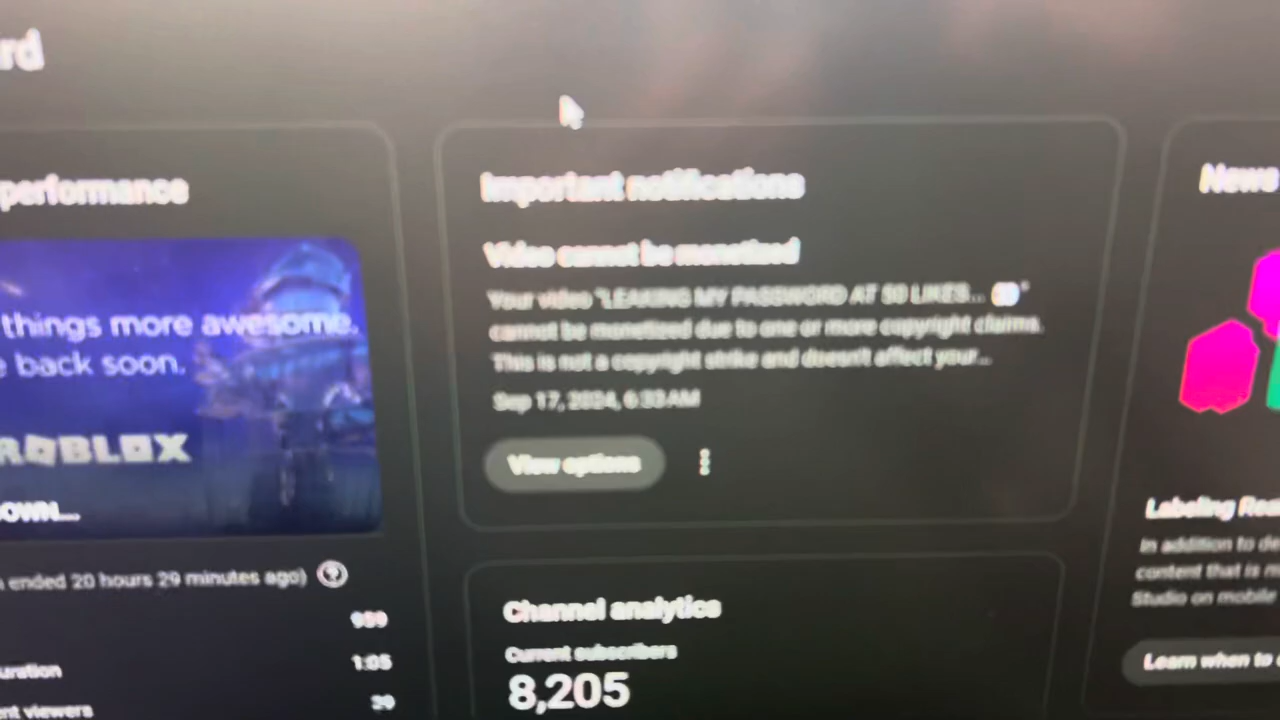 rd
performance
things more awesome.
e back soon.
ROBLOX
OWN...
ended 20 hours 29 minutes ago)
959
uration
1:05
nt viewers
39
Important notifications
Video cannot be monetized
Your video "LEAKING MY PASSWORD AT 50 LIKES...
cannot be monetized due to one or more copyright claims.
This is not a copyright strike and doesn't affect your...
Sep 17, 2024, 6:33 AM
View options
Channel analytics
Current subscribers
8,205
News
Labeling Rea
In addition to de
content that is m
Studio on mobile
Learn when to